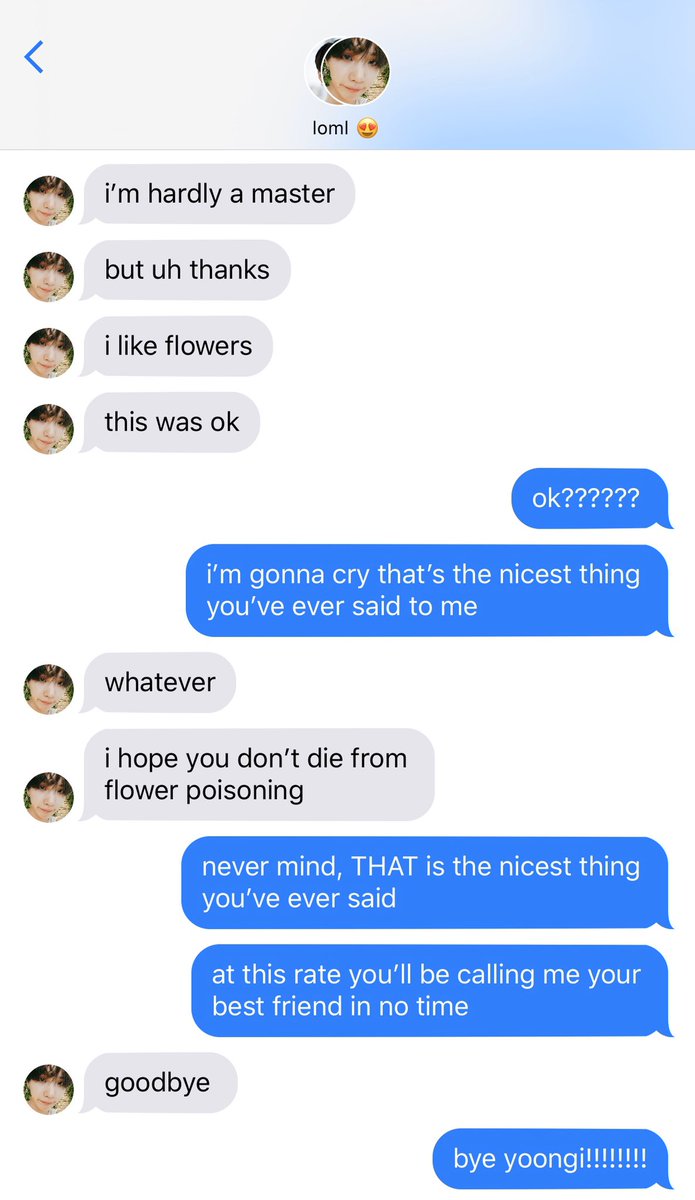 loml 😍
i’m hardly a master
but uh thanks
i like flowers
this was ok
ok??????
i’m gonna cry that’s the nicest thing
you’ve ever said to me
whatever
i hope you don’t die from
flower poisoning
never mind, THAT is the nicest thing
you’ve ever said
at this rate you’ll be calling me your
best friend in no time
goodbye
bye yoongi!!!!!!!!